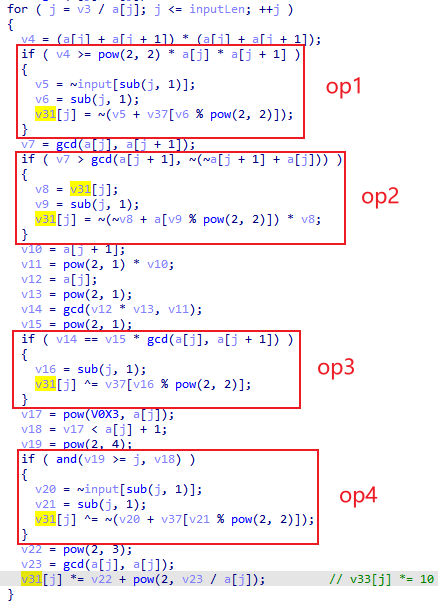 for ( j = v3 / a[j]; j <= inputLen; ++j )
{
v4 = (a[j] + a[j + 1]) * (a[j] + a[j + 1]);
if ( v4 >= pow(2, 2) * a[j] * a[j + 1] )
{
v5 = ~input[sub(j, 1)];
v6 = sub(j, 1);
v31[j] = ~(v5 + v37[v6 % pow(2, 2)]);
}
op1
v7 = gcd(a[j], a[j + 1]);
if ( v7 > gcd(a[j + 1], ~(~a[j + 1] + a[j])) )
{
v8 = v31[j];
v9 = sub(j, 1);
v31[j] = ~(~v8 + a[v9 % pow(2, 2)]) * v8;
}
op2
v10 = a[j + 1];
v11 = pow(2, 1) * v10;
v12 = a[j];
v13 = pow(2, 1);
v14 = gcd(v12 * v13, v11);
v15 = pow(2, 1);
if ( v14 == v15 * gcd(a[j], a[j + 1]) )
{
v16 = sub(j, 1);
v31[j] ^= v37[v16 % pow(2, 2)];
}
op3
v17 = pow(V0X3, a[j]);
v18 = v17 < a[j] + 1;
v19 = pow(2, 4);
if ( and(v19 >= j, v18) )
{
v20 = ~input[sub(j, 1)];
v21 = sub(j, 1);
v31[j] ^= ~(v20 + v37[v21 % pow(2, 2)]);
}
op4
v22 = pow(2, 3);
v23 = gcd(a[j], a[j]);
v31[j] *= v22 + pow(2, v23 / a[j]); // v33[j] *= 10
}